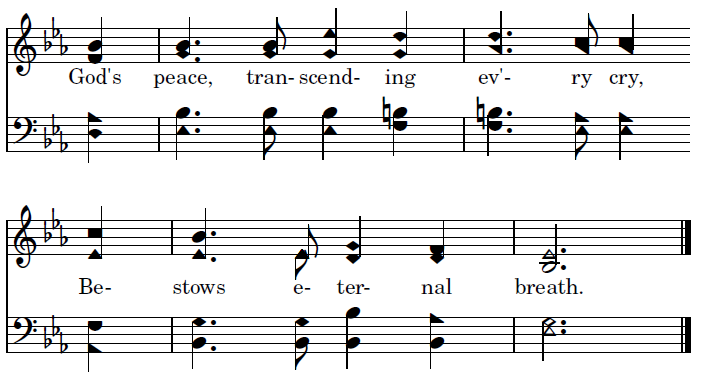 God's peace, tran- scend- ing ev'- ry cry,
Be- stows e- ter- nal breath.